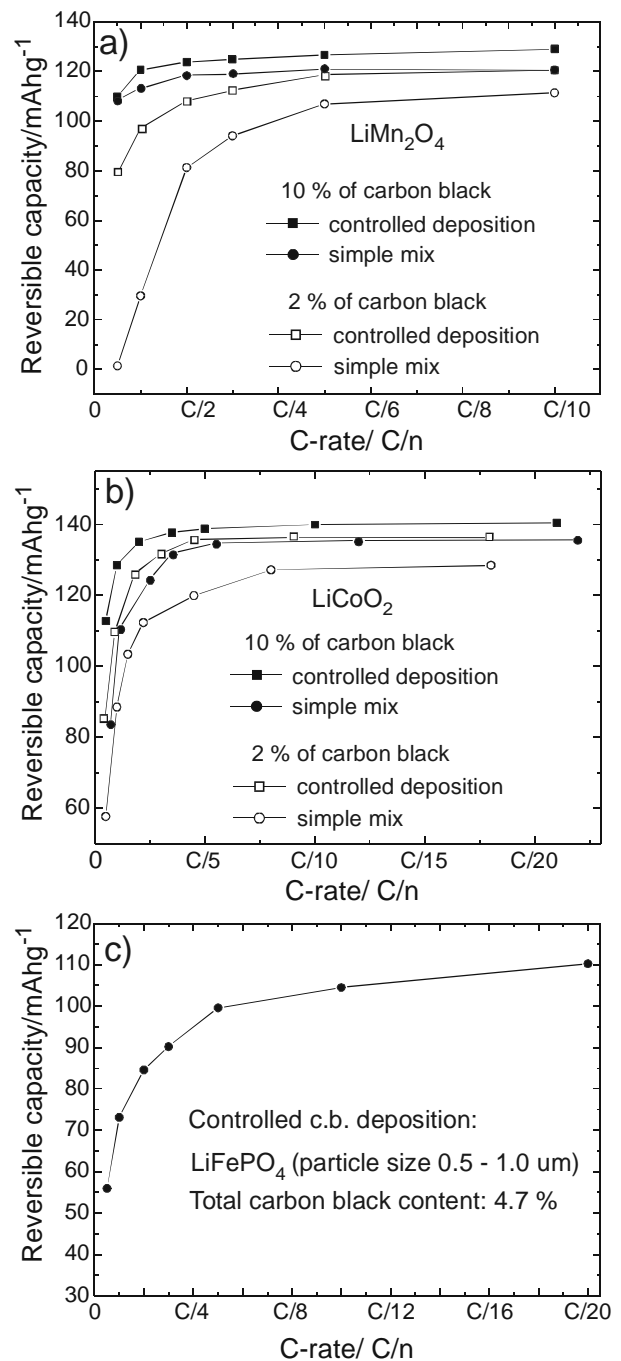 a)
Reversible capacity/mAhg-1
140
120
100
80
60
40
20
0
LiMn2O4
10 % of carbon black
controlled deposition
simple mix
2 % of carbon black
controlled deposition
simple mix
0 C/2 C/4 C/6 C/8 C/10
C-rate/ C/n
b)
Reversible capacity/mAhg-1
140
120
100
80
60
LiCoO2
10 % of carbon black
controlled deposition
simple mix
2 % of carbon black
controlled deposition
simple mix
0 C/5 C/10 C/15 C/20
C-rate/ C/n
c)
Reversible capacity/mAhg-1
120
110
100
90
80
70
60
50
40
30
Controlled c.b. deposition:
LiFePO4 (particle size 0.5 - 1.0 um)
Total carbon black content: 4.7 %
0 C/4 C/8 C/12 C/16 C/20
C-rate/ C/n